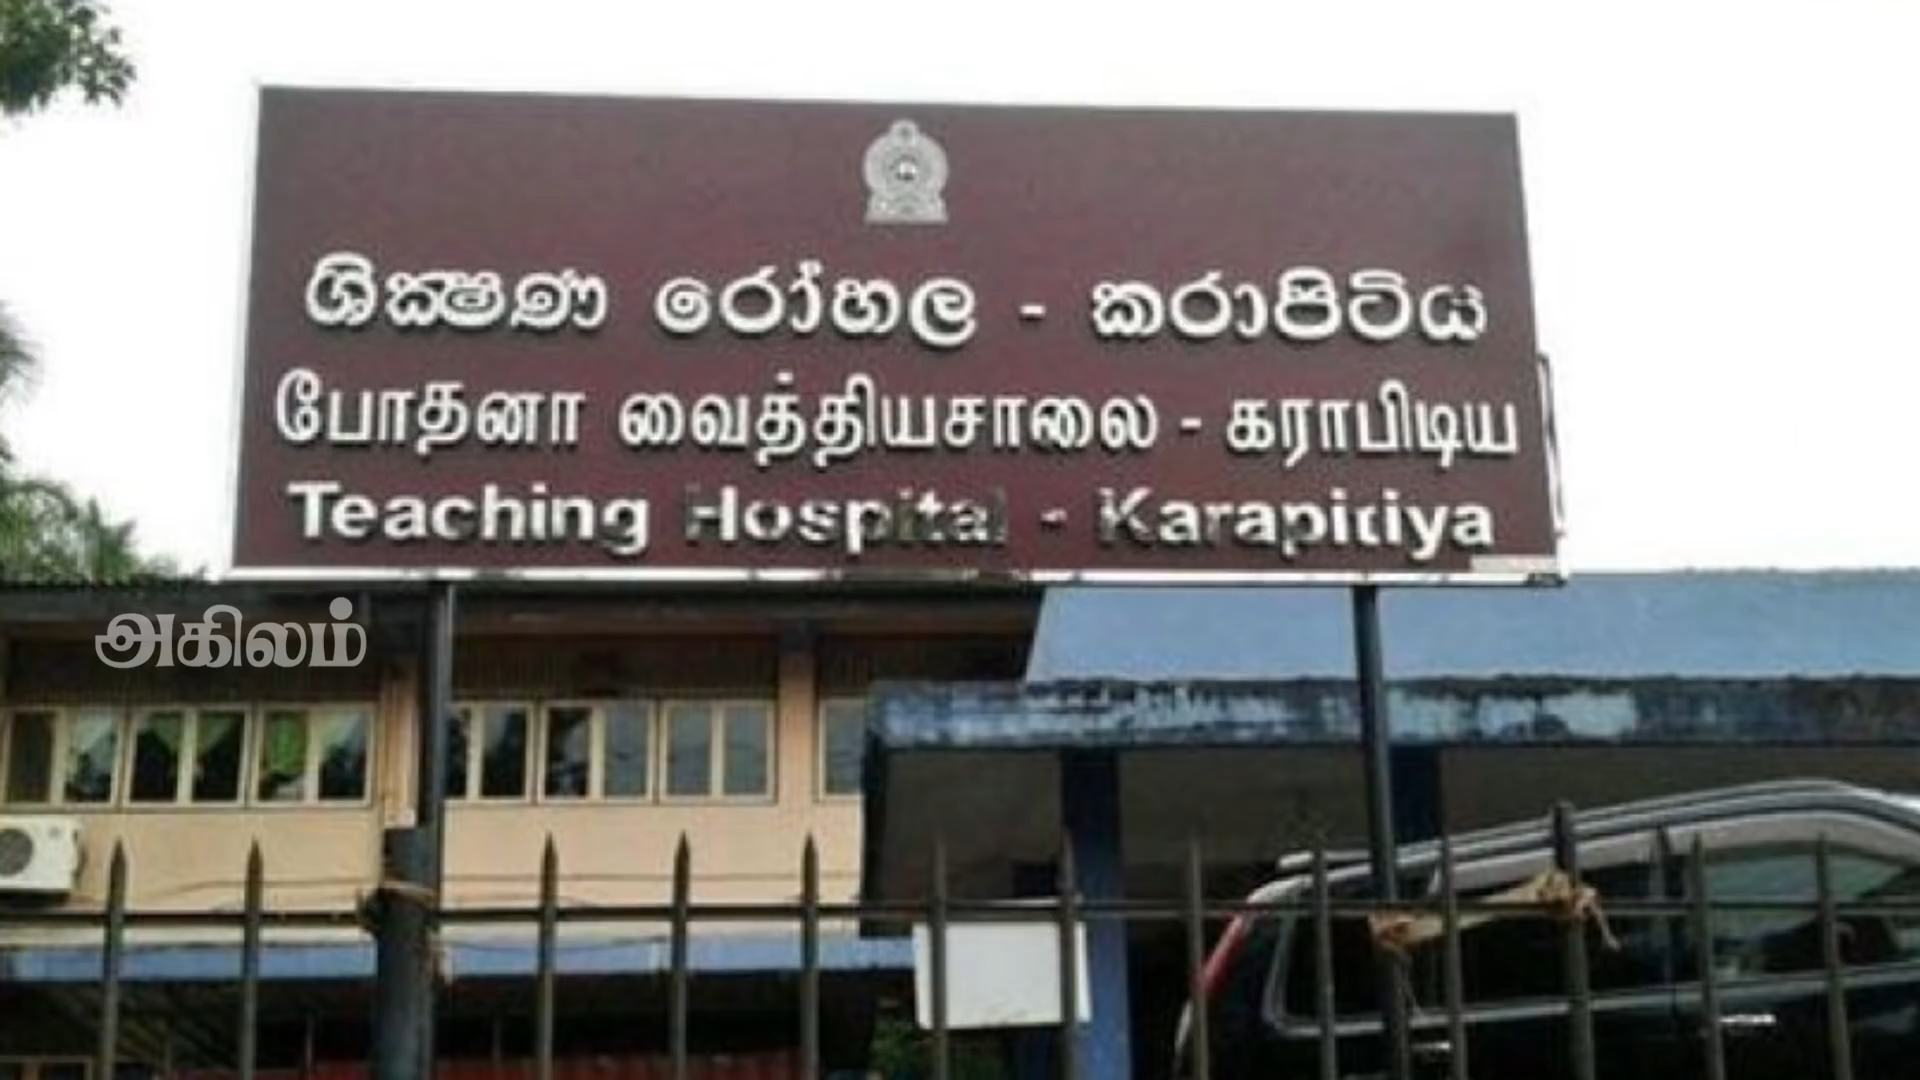 ශික්‍ෂණ රෝහල - කරාපිටිය
போதனா வைத்தியசாலை - கராபிடிய
Teaching Hospital - Karapitiya
அகிலம்